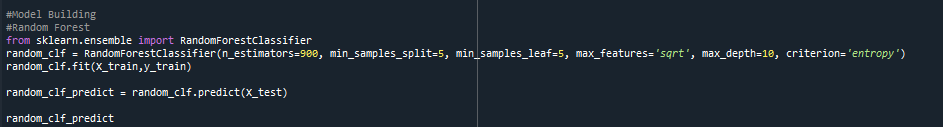 #Model Building
#Random Forest
from sklearn.ensemble import RandomForestClassifier
random_clf = RandomForestClassifier(n_estimators=900, min_samples_split=5, min_samples_leaf=5, max_features='sqrt', max_depth=10, criterion='entropy')
random_clf.fit(X_train,y_train)
random_clf_predict = random_clf.predict(X_test)
random_clf_predict